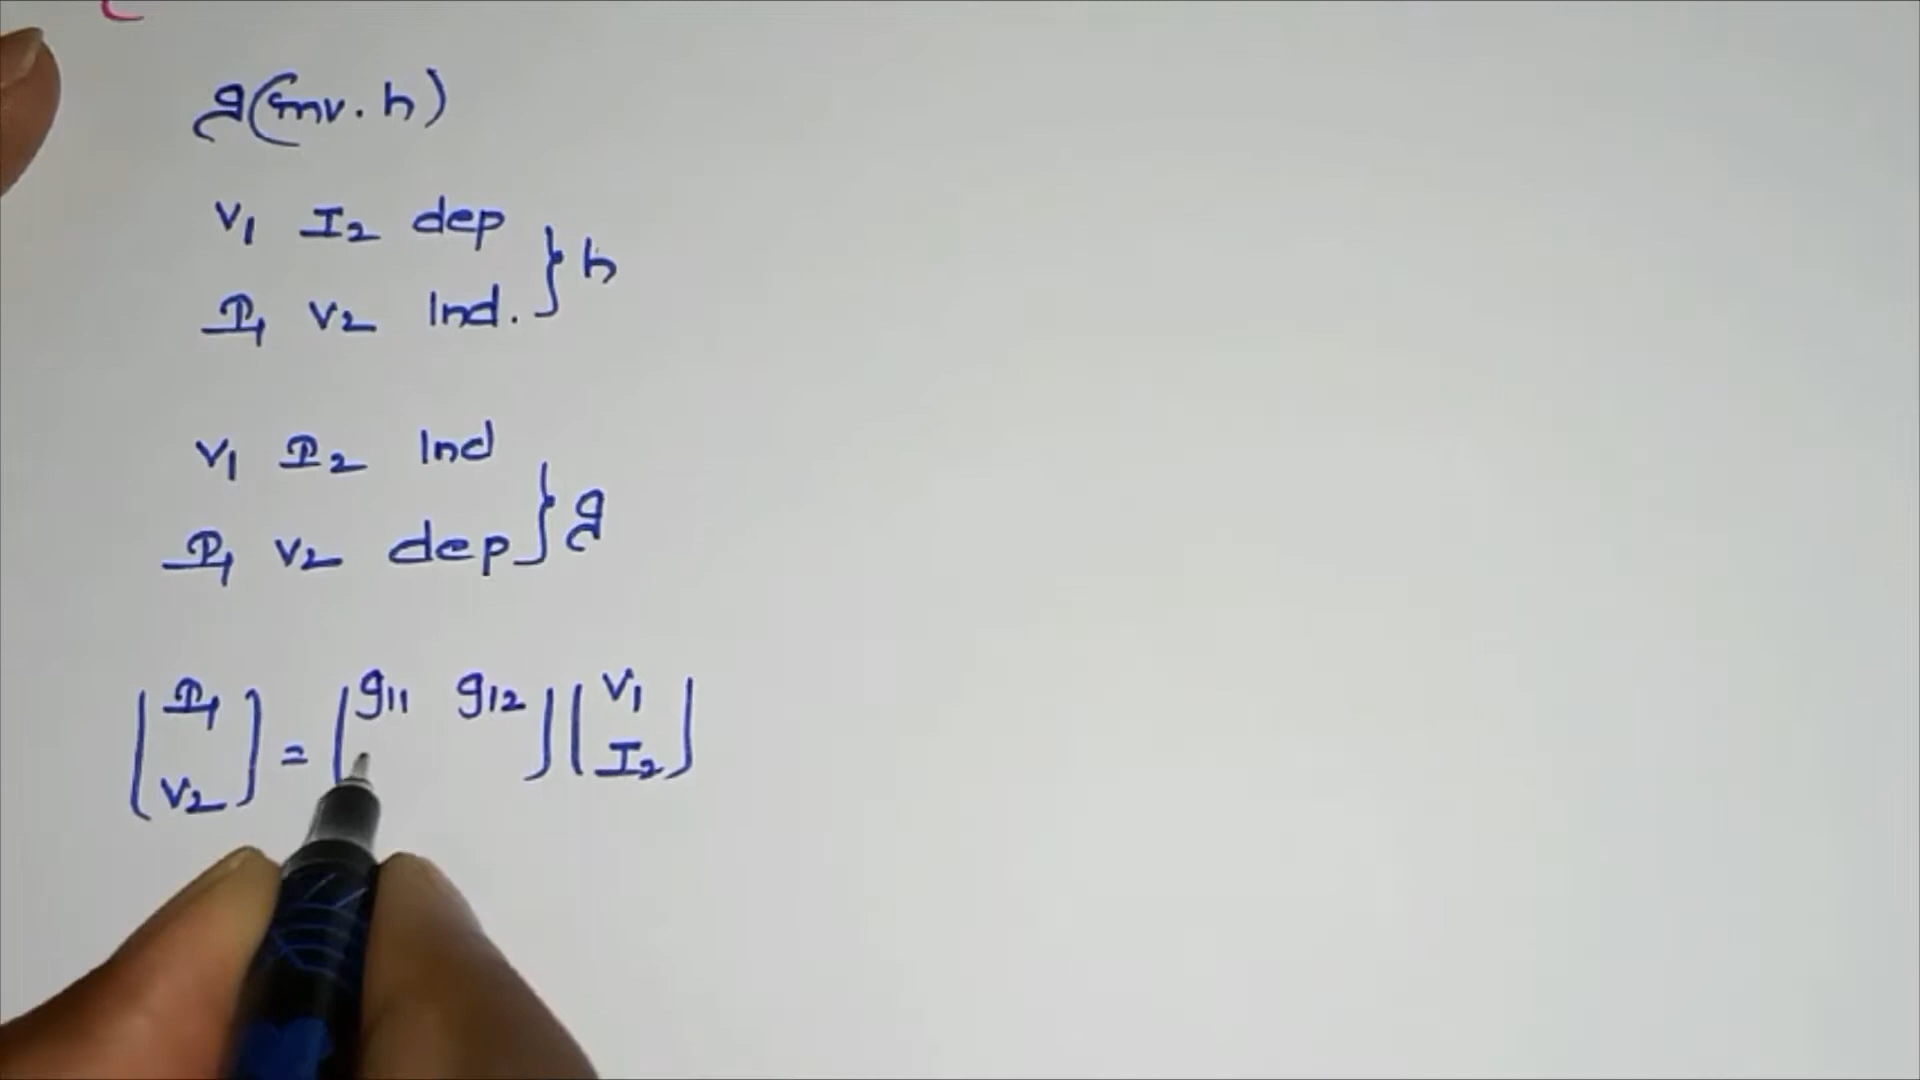 g(inv. h)
V1 I2 dep
I1 V2 Ind. } h
V1 I2 Ind
I1 V2 dep } g
[I1 V2] = [g11 g12] [V1 I2]